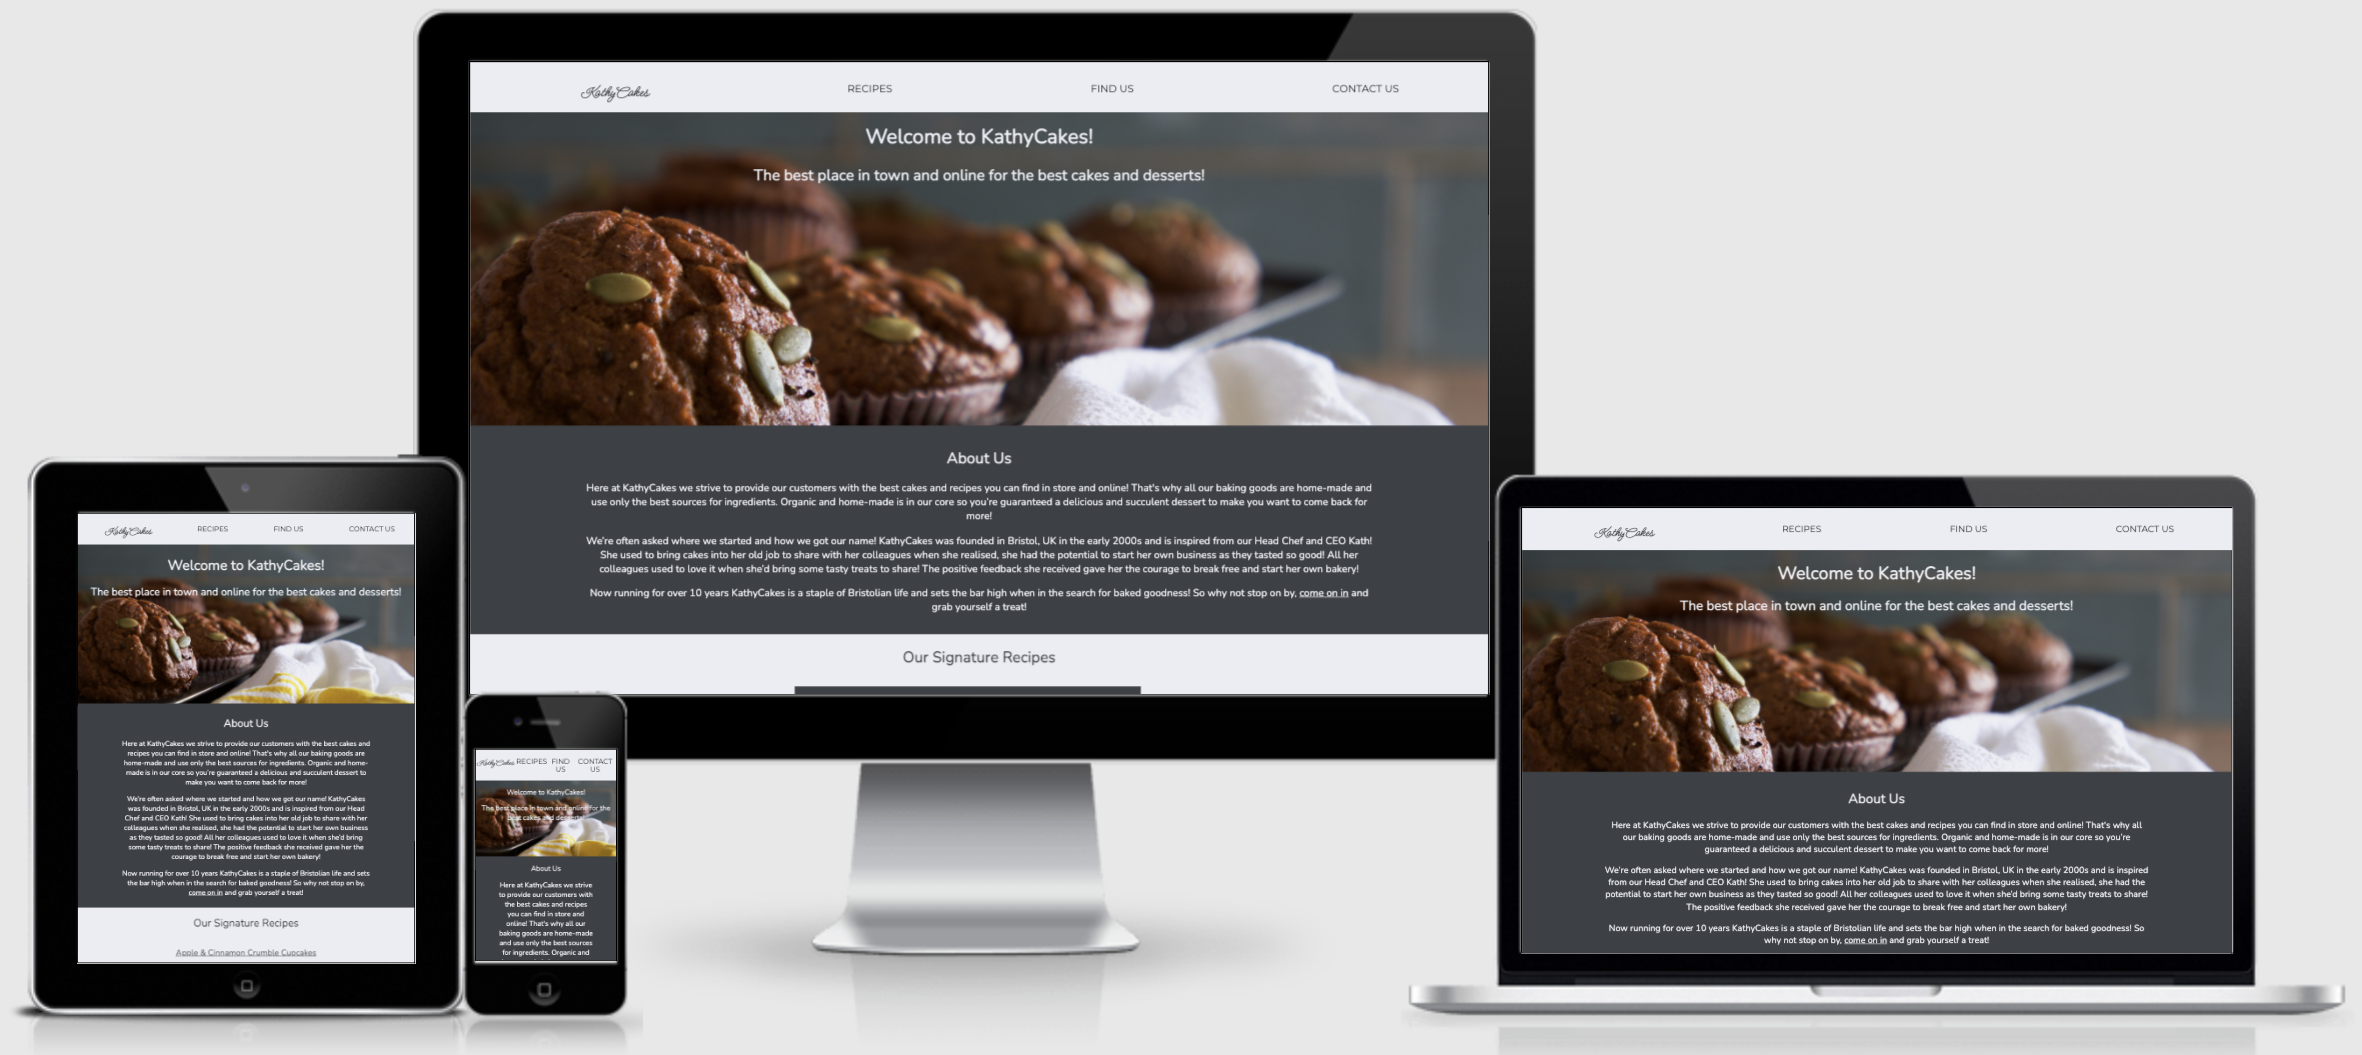 KathyCakes
RECIPES
FIND US
CONTACT US
Welcome to KathyCakes!
The best place in town and online for the best cakes and desserts!
About Us
Here at KathyCakes we strive to provide our customers with the best cakes and recipes you can find in store and online! That's why all our baking goods are home-made and
use only the best sources for ingredients. Organic and home-made is in our core so you're guaranteed a delicious and succulent dessert to make you want to come back for
more!
We're often asked where we started and how we got our name! KathyCakes was founded in Bristol, UK in the early 2000s and is inspired from our Head Chef and CEO Kath!
She used to bring cakes into her old job to share with her colleagues when she realised, she had the potential to start her own business as they tasted so good! All her
colleagues used to love it when she'd bring some tasty treats to share! The positive feedback she received gave her the courage to break free and start her own bakery!
Now running for over 10 years KathyCakes is a staple of Bristolian life and sets the bar high when in the search for baked goodness! So why not stop on by, come on in and
grab yourself a treat!
Our Signature Recipes
KathyCakes
RECIPES
FIND US
CONTACT US
Welcome to KathyCakes!
The best place in town and online for the best cakes and desserts!
About Us
Here at KathyCakes we strive to provide our customers with the best cakes and
recipes you can find in store and online! That's why all our baking goods are
home-made and use only the best sources for ingredients. Organic and home-
made is in our core so you're guaranteed a delicious and succulent dessert to
make you want to come back for more!
We're often asked where we started and how we got our name! KathyCakes
was founded in Bristol, UK in the early 2000s and is inspired from our Head
Chef and CEO Kath! She used to bring cakes into her old job to share with her
colleagues when she realised, she had the potential to start her own business
as they tasted so good! All her colleagues used to love it when she'd bring
some tasty treats to share! The positive feedback she received gave her the
courage to break free and start her own bakery!
Now running for over 10 years KathyCakes is a staple of Bristolian life and sets
the bar high when in the search for baked goodness! So why not stop on by,
come on in and grab yourself a treat!
Our Signature Recipes
Apple & Cinnamon Crumble Cupcakes
KathyCakes
RECIPES
FIND
US
CONTACT
US
Welcome to KathyCakes!
The best place in town and online for the
best cakes and desserts!
About Us
Here at KathyCakes we strive
to provide our customers with
the best cakes and recipes
you can find in store and
online! That's why all our
baking goods are home-made
and use only the best sources
for ingredients. Organic and
KathyCakes
RECIPES
FIND US
CONTACT US
Welcome to KathyCakes!
The best place in town and online for the best cakes and desserts!
About Us
Here at KathyCakes we strive to provide our customers with the best cakes and recipes you can find in store and online! That's why all
our baking goods are home-made and use only the best sources for ingredients. Organic and home-made is in our core so you're
guaranteed a delicious and succulent dessert to make you want to come back for more!
We're often asked where we started and how we got our name! KathyCakes was founded in Bristol, UK in the early 2000s and is inspired
from our Head Chef and CEO Kath! She used to bring cakes into her old job to share with her colleagues when she realised, she had the
potential to start her own business as they tasted so good! All her colleagues used to love it when she'd bring some tasty treats to share!
The positive feedback she received gave her the courage to break free and start her own bakery!
Now running for over 10 years KathyCakes is a staple of Bristolian life and sets the bar high when in the search for baked goodness! So
why not stop on by, come on in and grab yourself a treat!